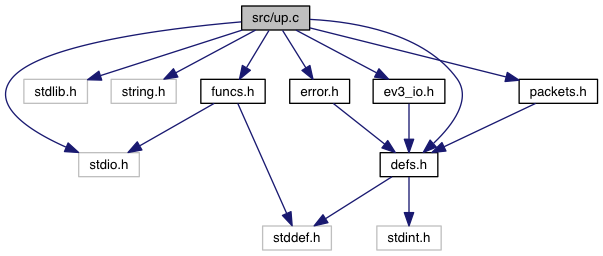 src/up.c
stdlib.h
string.h
funcs.h
error.h
ev3_io.h
packets.h
stdio.h
defs.h
stddef.h
stdint.h